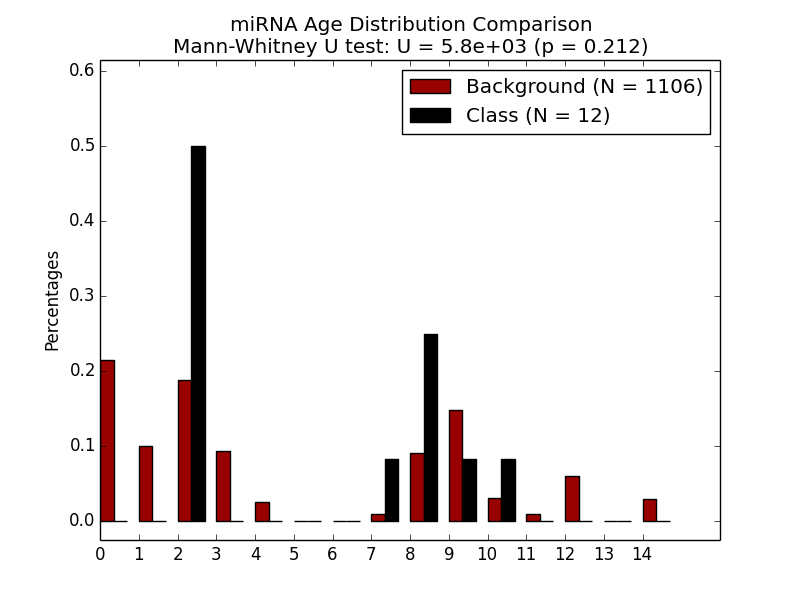 miRNA Age Distribution Comparison
Mann-Whitney U test: U = 5.8e+03 (p = 0.212)
Background (N = 1106)
Class (N = 12)
Percentages
0.6
0.5
0.4
0.3
0.2
0.1
0.0
0 1 2 3 4 5 6 7 8 9 10 11 12 13 14